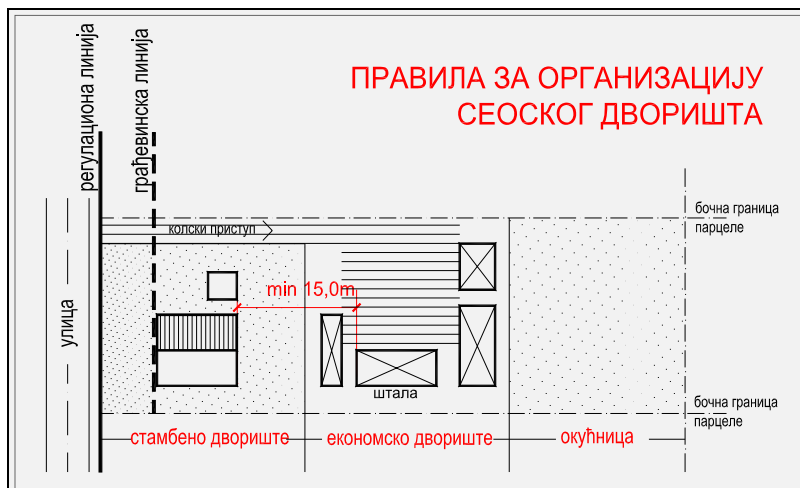 ПРАВИЛА ЗА ОРГАНИЗАЦИЈУ
СЕОСКОГ ДВОРИШТА
регулациона линија
грађевинска линија
бочна граница
парцеле
колски приступ
min 15,0m
улица
штала
бочна граница
парцеле
стамбено двориште
економско двориште
окућница